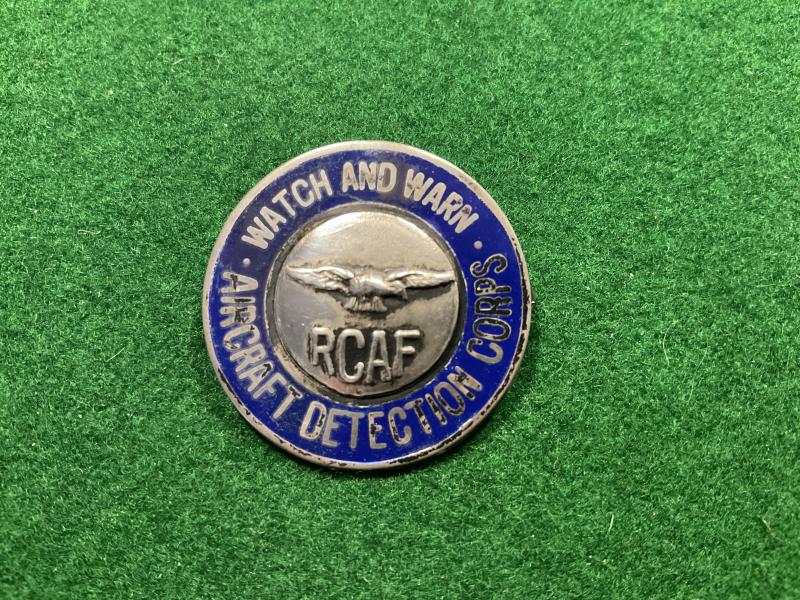 WATCH AND WARN
RCAF
AIRCRAFT DETECTION CORPS